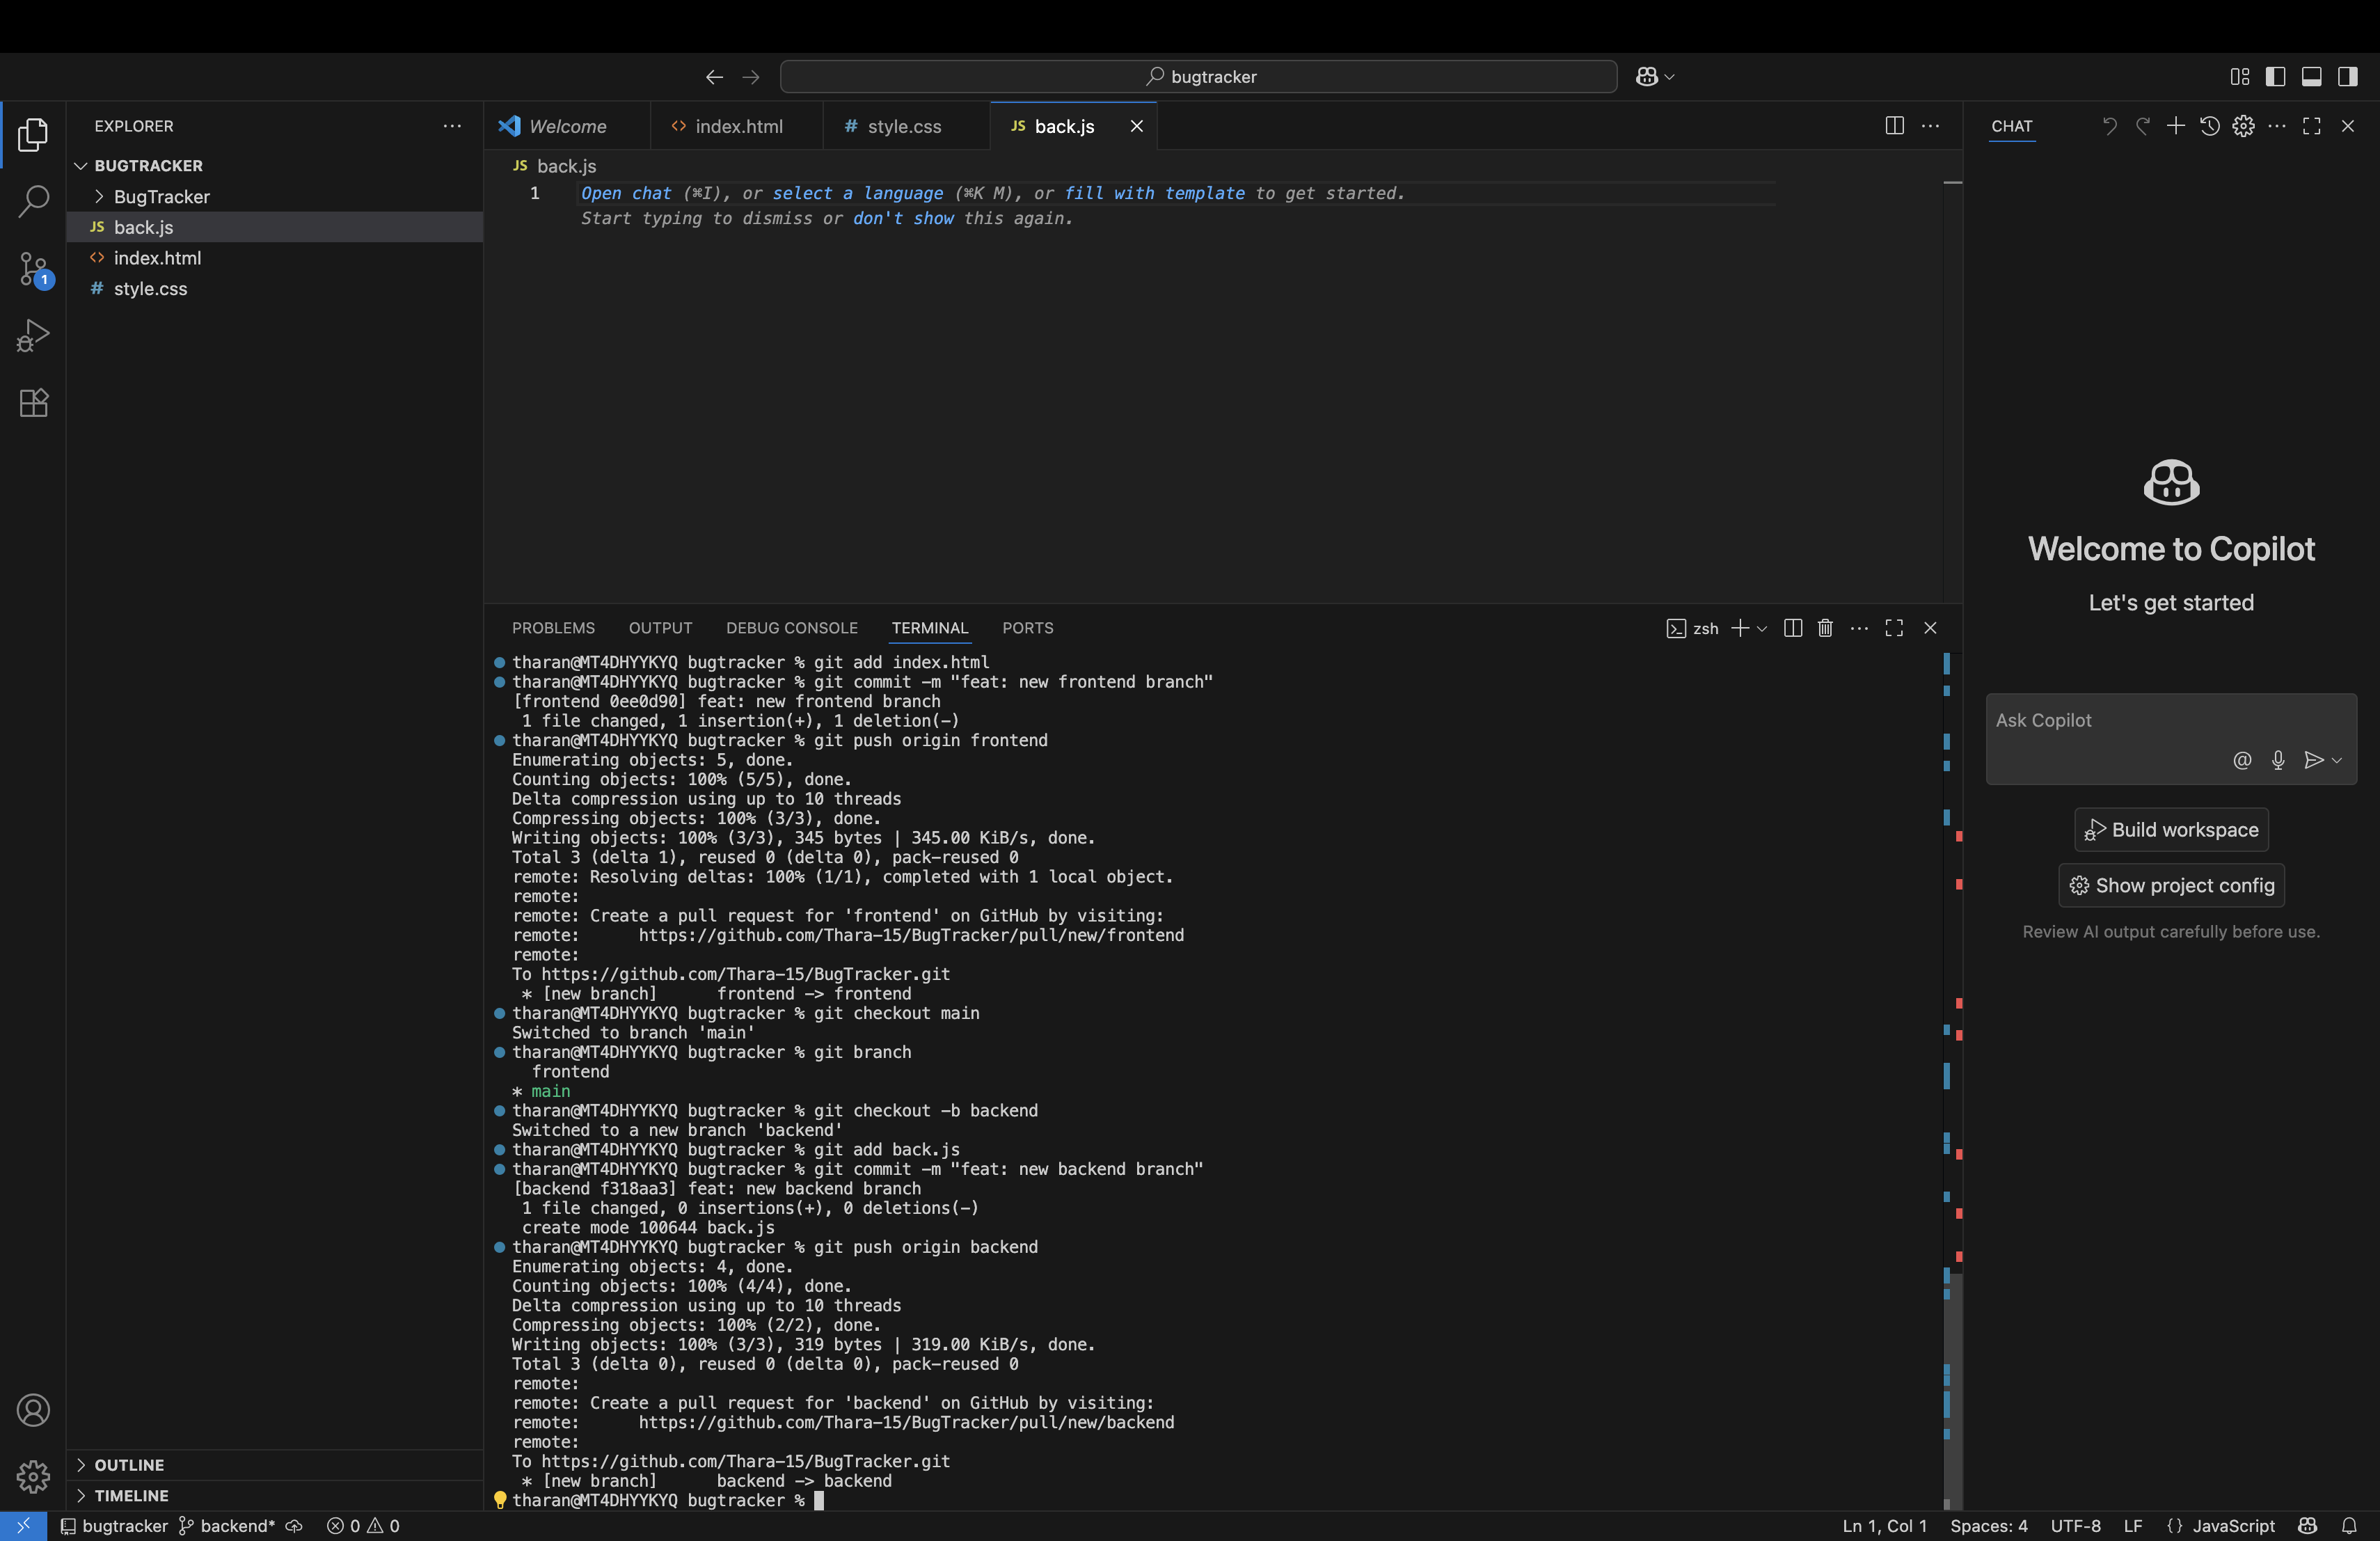 bugtracker
EXPLORER
BUGTRACKER
BugTracker
JS back.js
<> index.html
# style.css
1
OUTLINE
TIMELINE
Welcome
<> index.html
# style.css
JS back.js
JS back.js
1 Open chat (⌘I), or select a language (⌘K M), or fill with template to get started.
Start typing to dismiss or don't show this again.
PROBLEMS OUTPUT DEBUG CONSOLE TERMINAL PORTS
zsh
tharan@MT4DHYYKYQ bugtracker % git add index.html
tharan@MT4DHYYKYQ bugtracker % git commit -m "feat: new frontend branch"
[frontend 0ee0d90] feat: new frontend branch
1 file changed, 1 insertion(+), 1 deletion(-)
tharan@MT4DHYYKYQ bugtracker % git push origin frontend
Enumerating objects: 5, done.
Counting objects: 100% (5/5), done.
Delta compression using up to 10 threads
Compressing objects: 100% (3/3), done.
Writing objects: 100% (3/3), 345 bytes | 345.00 KiB/s, done.
Total 3 (delta 1), reused 0 (delta 0), pack-reused 0
remote: Resolving deltas: 100% (1/1), completed with 1 local object.
remote:
remote: Create a pull request for 'frontend' on GitHub by visiting:
remote:      https://github.com/Thara-15/BugTracker/pull/new/frontend
remote:
To https://github.com/Thara-15/BugTracker.git
* [new branch]      frontend -> frontend
tharan@MT4DHYYKYQ bugtracker % git checkout main
Switched to branch 'main'
tharan@MT4DHYYKYQ bugtracker % git branch
frontend
* main
tharan@MT4DHYYKYQ bugtracker % git checkout -b backend
Switched to a new branch 'backend'
tharan@MT4DHYYKYQ bugtracker % git add back.js
tharan@MT4DHYYKYQ bugtracker % git commit -m "feat: new backend branch"
[backend f318aa3] feat: new backend branch
1 file changed, 0 insertions(+), 0 deletions(-)
create mode 100644 back.js
tharan@MT4DHYYKYQ bugtracker % git push origin backend
Enumerating objects: 4, done.
Counting objects: 100% (4/4), done.
Delta compression using up to 10 threads
Compressing objects: 100% (2/2), done.
Writing objects: 100% (3/3), 319 bytes | 319.00 KiB/s, done.
Total 3 (delta 0), reused 0 (delta 0), pack-reused 0
remote:
remote: Create a pull request for 'backend' on GitHub by visiting:
remote:      https://github.com/Thara-15/BugTracker/pull/new/backend
remote:
To https://github.com/Thara-15/BugTracker.git
* [new branch]      backend -> backend
tharan@MT4DHYYKYQ bugtracker %
CHAT
Welcome to Copilot
Let's get started
Ask Copilot
@
Build workspace
Show project config
Review AI output carefully before use.
bugtracker backend* 0 0
Ln 1, Col 1 Spaces: 4 UTF-8 LF {} JavaScript